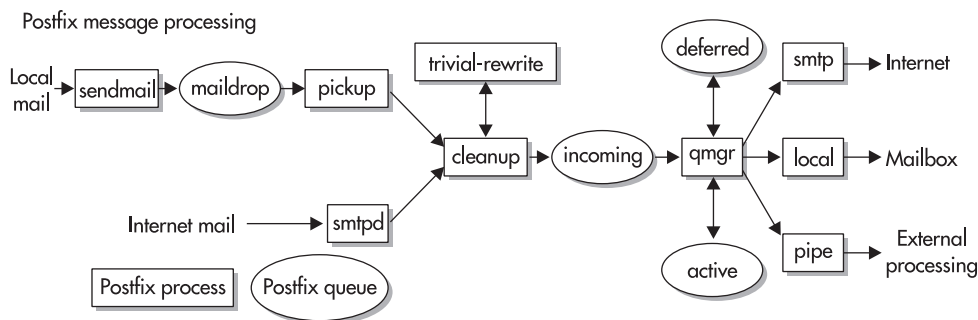 Postfix message processing
Local
mail
sendmail
maildrop
pickup
trivial-rewrite
cleanup
incoming
deferred
qmgr
active
smtp
Internet
local
Mailbox
pipe
External
processing
Internet mail
smtpd
Postfix process
Postfix queue